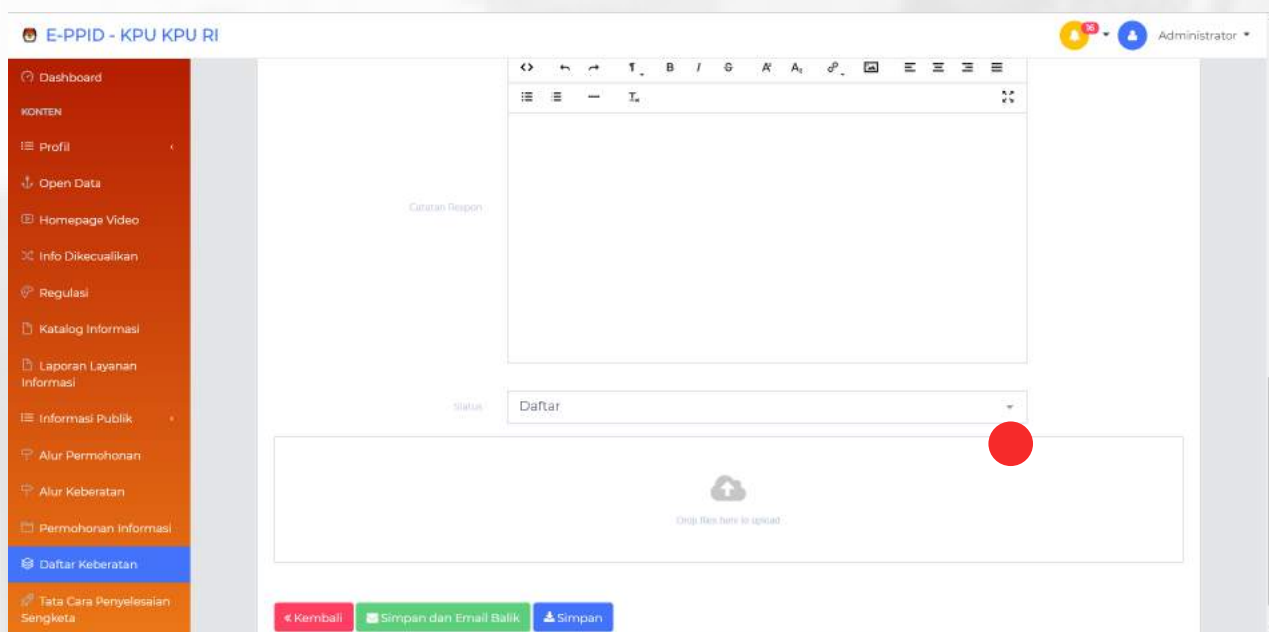 E-PPID - KPU KPU RI
16
Administrator
Dashboard
KONTEN
Profil
Open Data
Homepage Video
Info Dikecualikan
Regulasi
Katalog Informasi
Laporan Layanan
Informasi
Informasi Publik
Alur Permohonan
Alur Keberatan
Permohonan Informasi
Daftar Keberatan
Tata Cara Penyelesaian
Sengketa
Catatan Respon
Status
Daftar
Drop files here to upload
« Kembali
Simpan dan Email Balik
Simpan